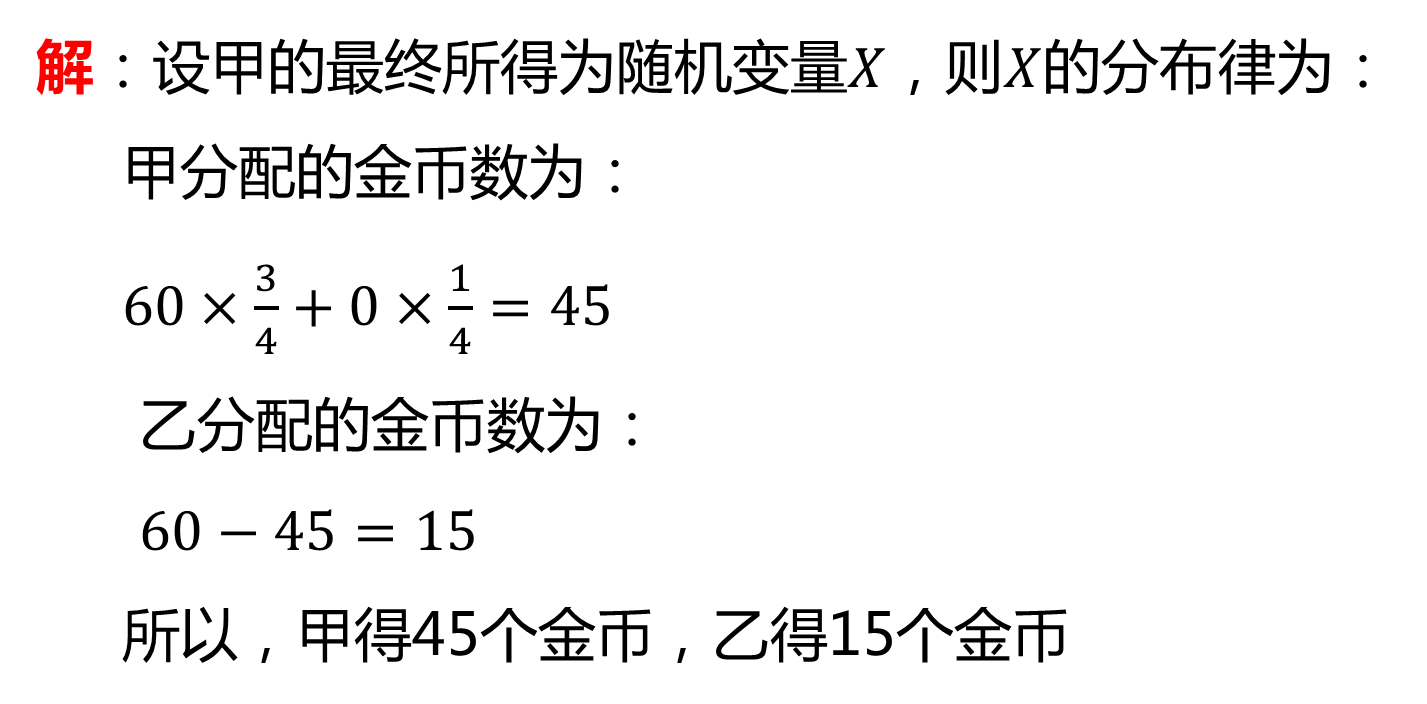 解：设甲的最终所得为随机变量X，则X的分布律为：
甲分配的金币数为：
60 × 3/4 + 0 × 1/4 = 45
乙分配的金币数为：
60 − 45 = 15
所以，甲得45个金币，乙得15个金币